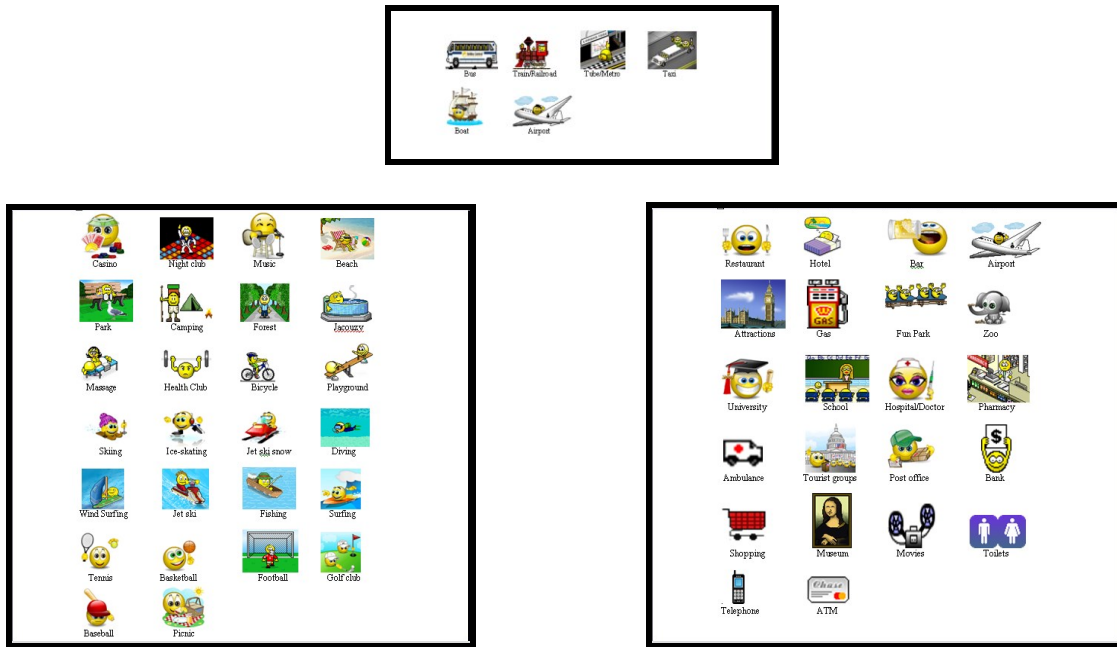 Bus Train/Railroad Tube/Metro Taxi
Boat Airport
Casino Night club Music Beach
Park Camping Forest Jacouzy
Massage Health Club Bicycle Playground
Skiing Ice-skating Jet ski snow Diving
Wind Surfing Jet ski Fishing Surfing
Tennis Basketball Football Golf club
Baseball Picnic
Restaurant Hotel Bar Airport
Attractions GAS Gas Fun Park Zoo
University School Hospital/Doctor Pharmacy
$
Ambulance Tourist groups Post office Bank
Shopping Museum Movies Toilets
Chase
Telephone ATM